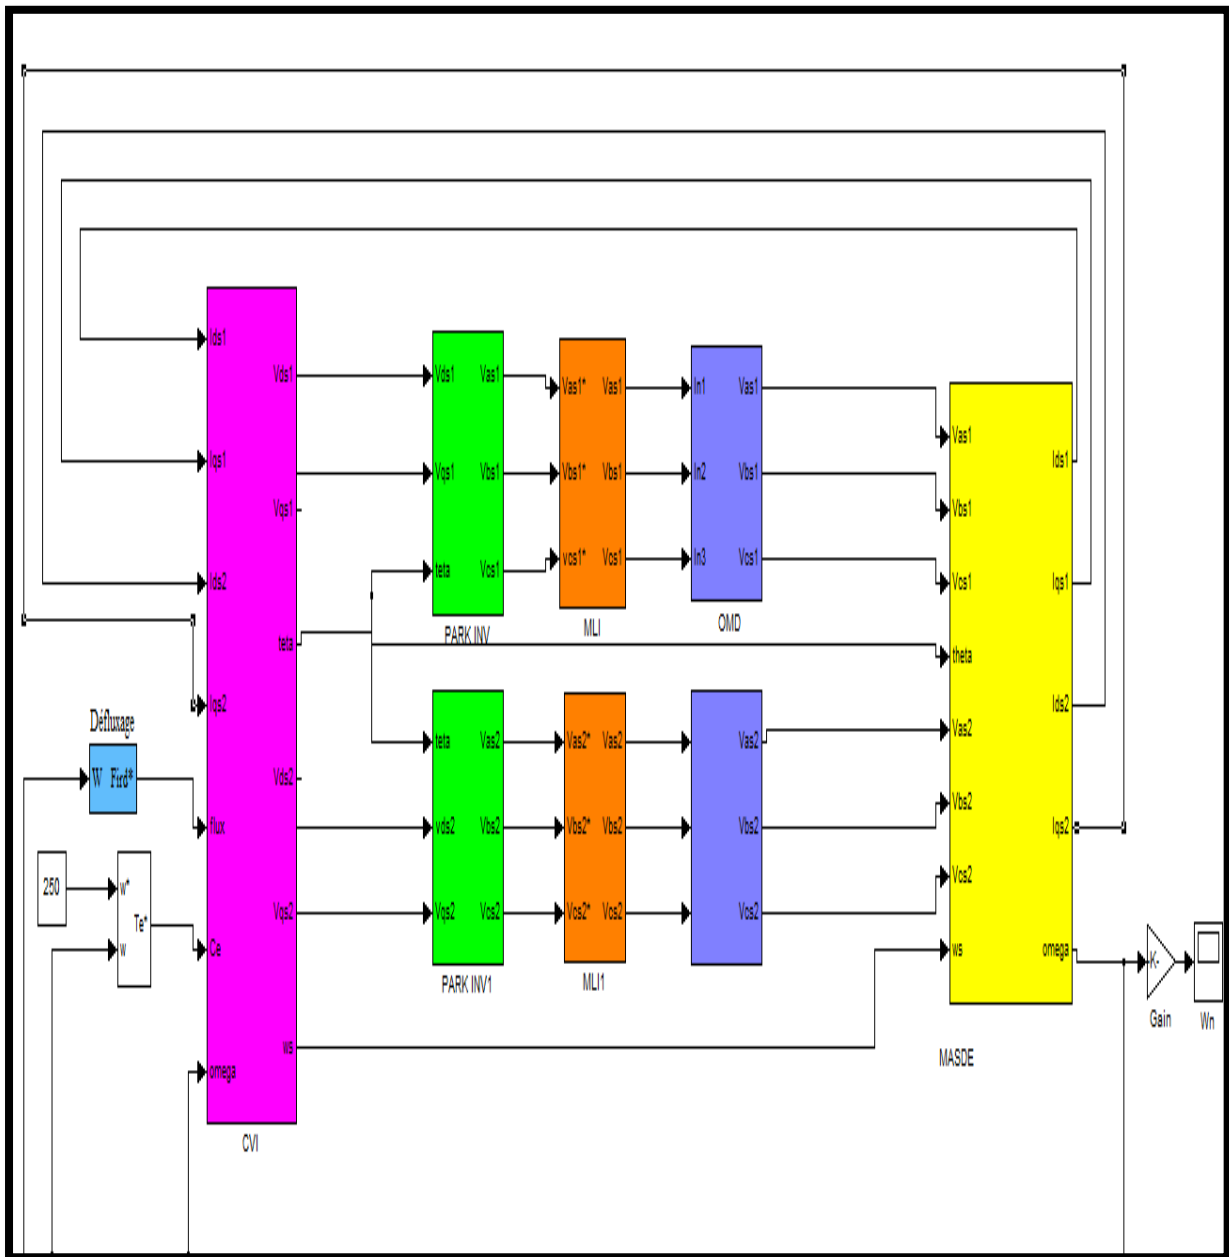 Ids1
Iqs1
Ids2
Iqs2
flux
Ce
omega
Vds1
Vqs1
teta
Vds2
Vqs2
ws
CVI
Défluxage
W Fird*
250
w*
w
Te*
Vds1
Vqs1
teta
Vas1
Vbs1
Vcs1
PARK INV
Vas1*
Vbs1*
vcs1*
Vas1
Vbs1
Vcs1
MLI
In1
In2
In3
Vas1
Vbs1
Vcs1
OMD
teta
vds2
Vqs2
Vas2
Vbs2
Vcs2
PARK INV1
Vas2*
Vbs2*
Vcs2*
Vas2
Vbs2
Vcs2
MLI1
Vas2
Vbs2
Vcs2
Vas1
Vbs1
Vcs1
theta
Vas2
Vbs2
Vcs2
ws
Ids1
Iqs1
Ids2
Iqs2
omega
MASDE
-K-
Gain
Wn